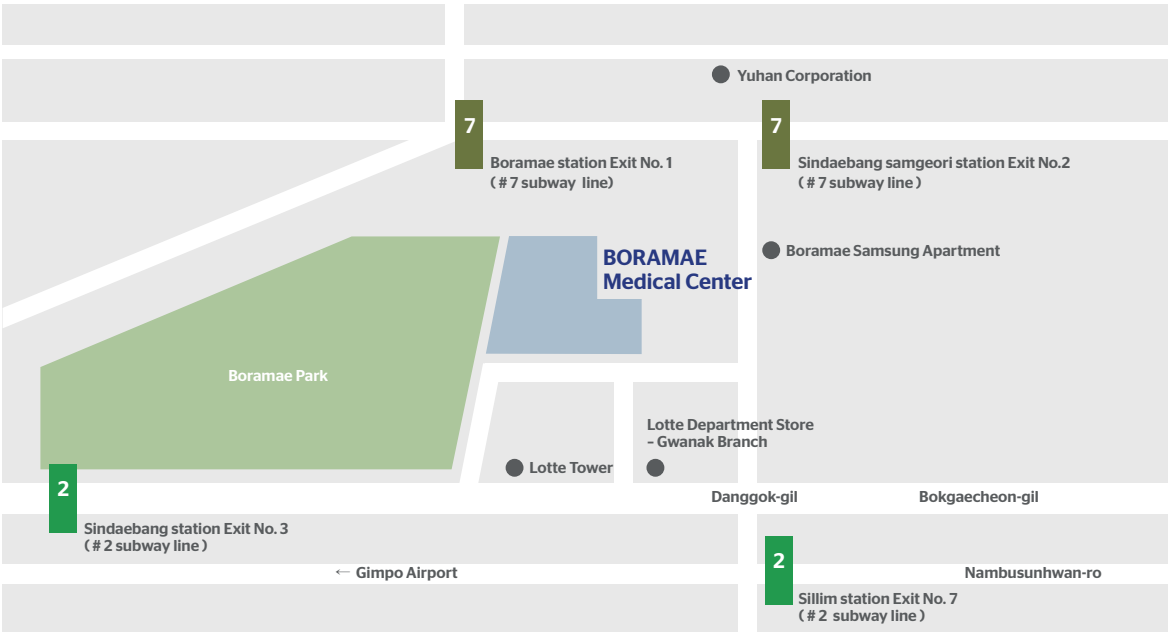 Yuhan Corporation
7
7
Boramae station Exit No. 1
( # 7 subway line)
Sindaebang samgeori station Exit No.2
( # 7 subway line )
BORAMAE
Medical Center
Boramae Samsung Apartment
Boramae Park
Lotte Department Store
– Gwanak Branch
Lotte Tower
2
Danggok-gil
Bokgaecheon-gil
Sindaebang station Exit No. 3
( # 2 subway line )
2
← Gimpo Airport
Nambusunhwan-ro
Sillim station Exit No. 7
( # 2 subway line )